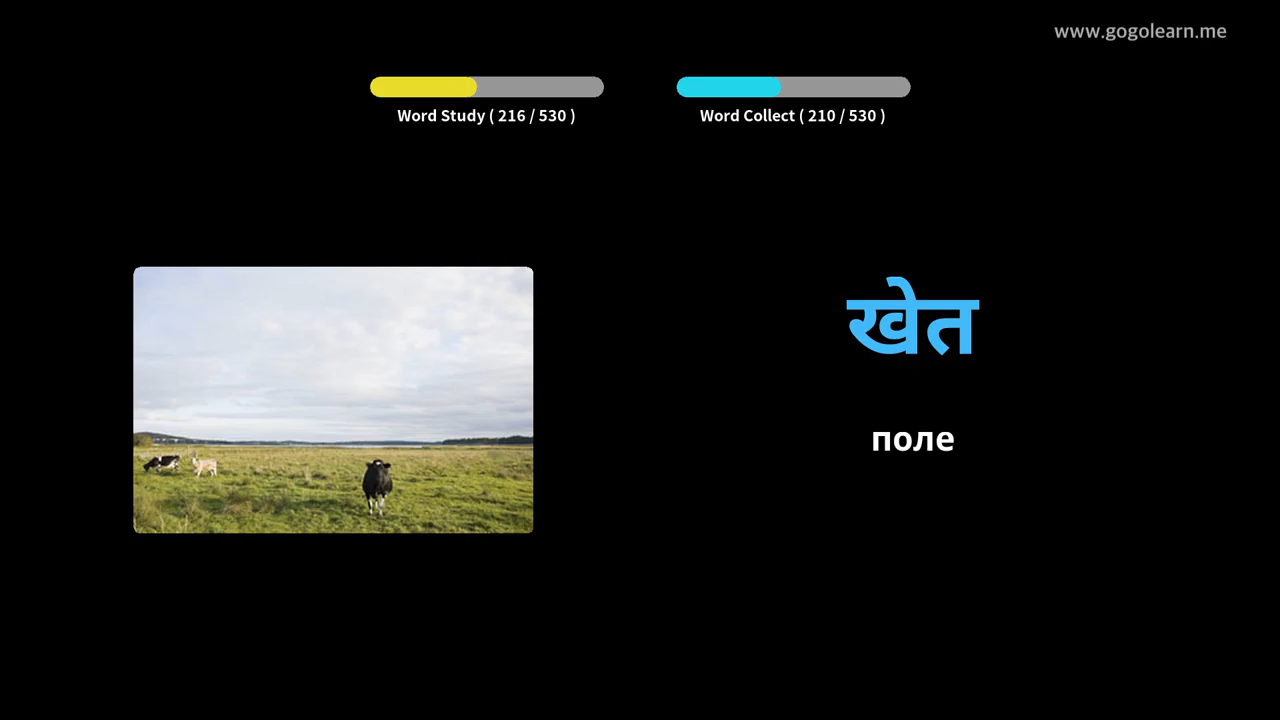 www.gogolearn.me
Word Study ( 216 / 530 )
Word Collect ( 210 / 530 )
खेत
поле